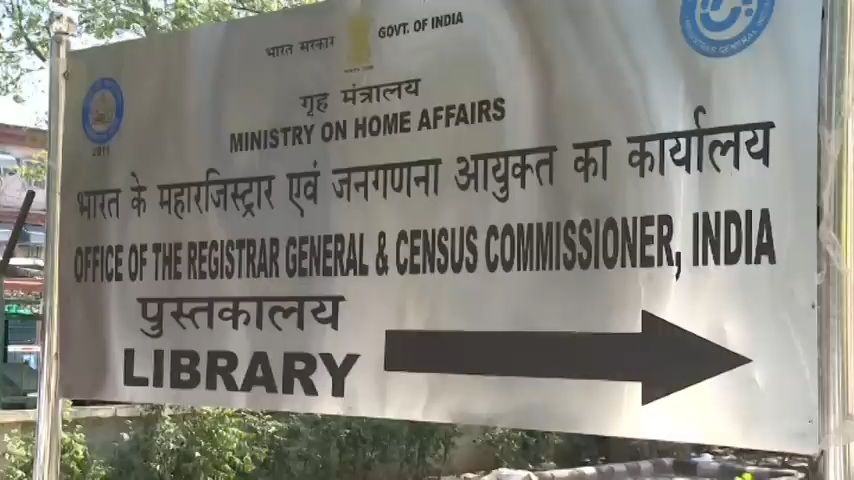 भारत सरकार GOVT. OF INDIA
गृह मंत्रालय
MINISTRY ON HOME AFFAIRS
2011
भारत के महारजिस्ट्रार एवं जनगणना आयुक्त का कार्यालय
OFFICE OF THE REGISTRAR GENERAL & CENSUS COMMISSIONER, INDIA
पुस्तकालय
LIBRARY